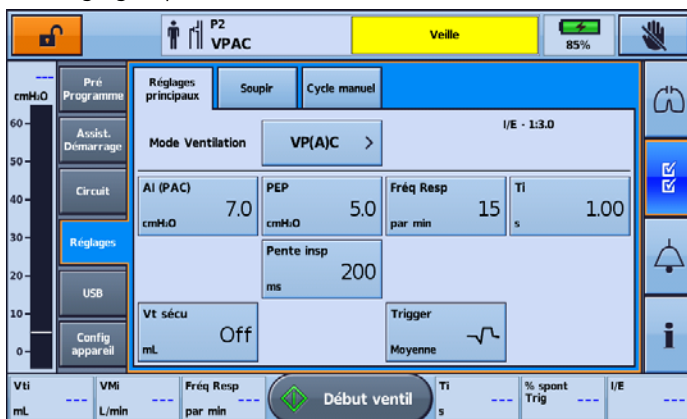 P2
VPAC
Veille
85%
---
cmH2O
60
50
40
30
20
10
0
Pré
Programme
Assist.
Démarrage
Circuit
Réglages
USB
Config
appareil
Réglages
principaux
Soupir
Cycle manuel
Mode Ventilation
VP(A)C >
I/E - 1:3.0
AI (PAC)
7.0
cmH2O
PEP
5.0
cmH2O
Fréq Resp
15
par min
Ti
1.00
s
Pente insp
200
ms
Vt sécu
Off
mL
Trigger
Moyenne
i
Vti
---
mL
VMi
---
L/min
Fréq Resp
---
par min
Début ventil
Ti
---
s
% spont
Trig
---
I/E
---